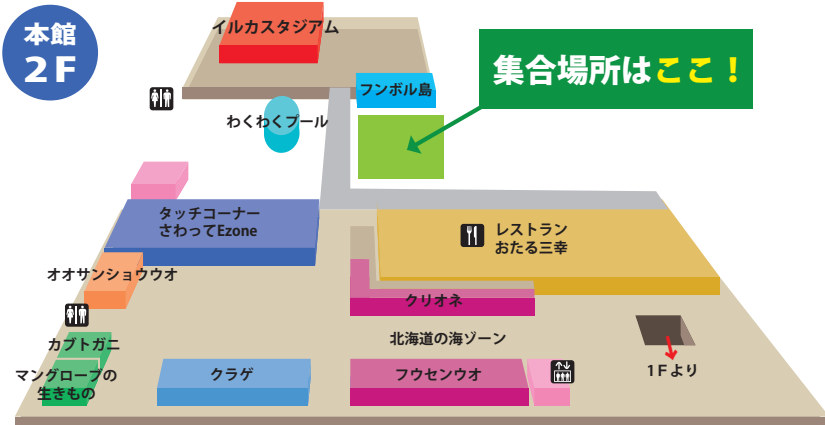 本館
2F
イルカスタジアム
集合場所はここ！
フンボル島
わくわくプール
タッチコーナー
さわってEzone
レストラン
おたる三幸
オオサンショウウオ
クリオネ
北海道の海ゾーン
カブトガニ
マングローブの
生きもの
クラゲ
フウセンウオ
1Fより